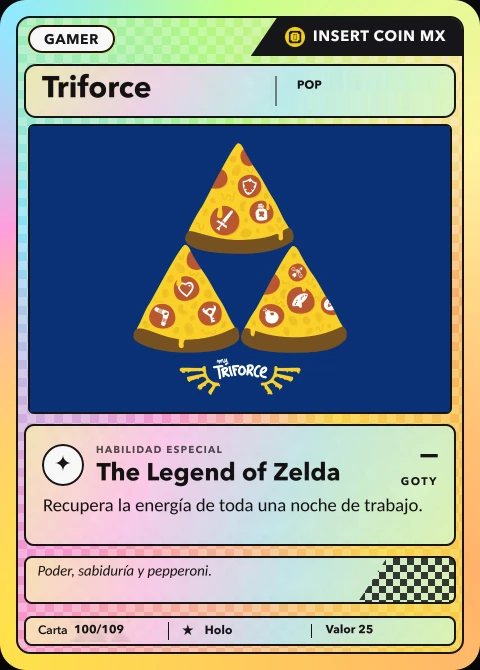 GAMER
INSERT COIN MX
Triforce
POP
my
TRIFORCE
HABILIDAD ESPECIAL
The Legend of Zelda
—
GOTY
Recupera la energía de toda una noche de trabajo.
Poder, sabiduría y pepperoni.
Carta 100/109
★ Holo
Valor 25